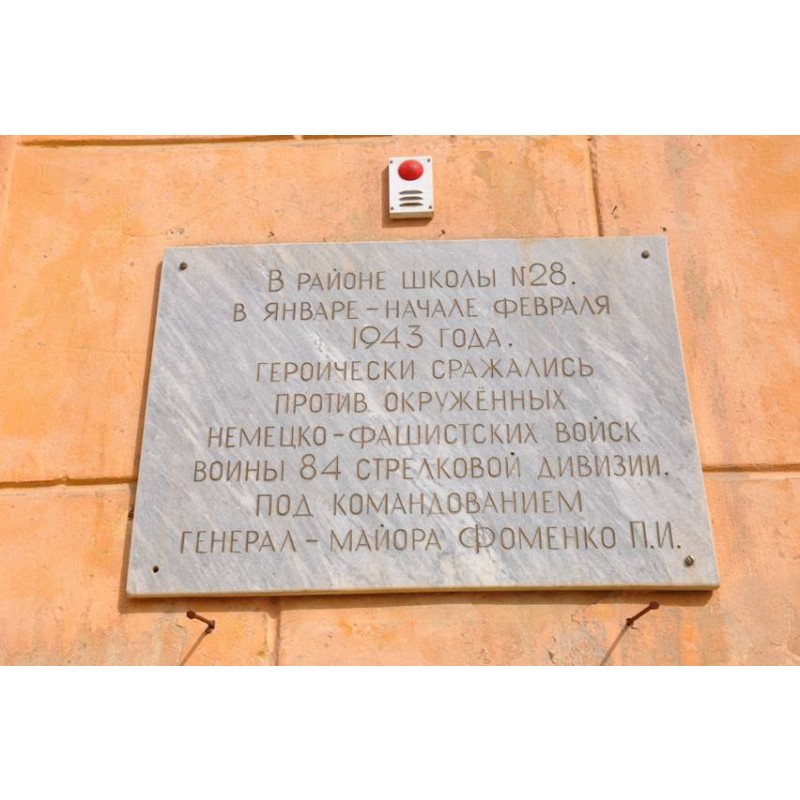 В РАЙОНЕ ШКОЛЫ N28.
В ЯНВАРЕ – НАЧАЛЕ ФЕВРАЛЯ
1943 ГОДА.
ГЕРОИЧЕСКИ СРАЖАЛИСЬ
ПРОТИВ ОКРУЖЁННЫХ
НЕМЕЦКО – ФАШИСТСКИХ ВОЙСК
ВОИНЫ 84 СТРЕЛКОВОЙ ДИВИЗИИ.
ПОД КОМАНДОВАНИЕМ
ГЕНЕРАЛ – МАЙОРА ФОМЕНКО П.И.